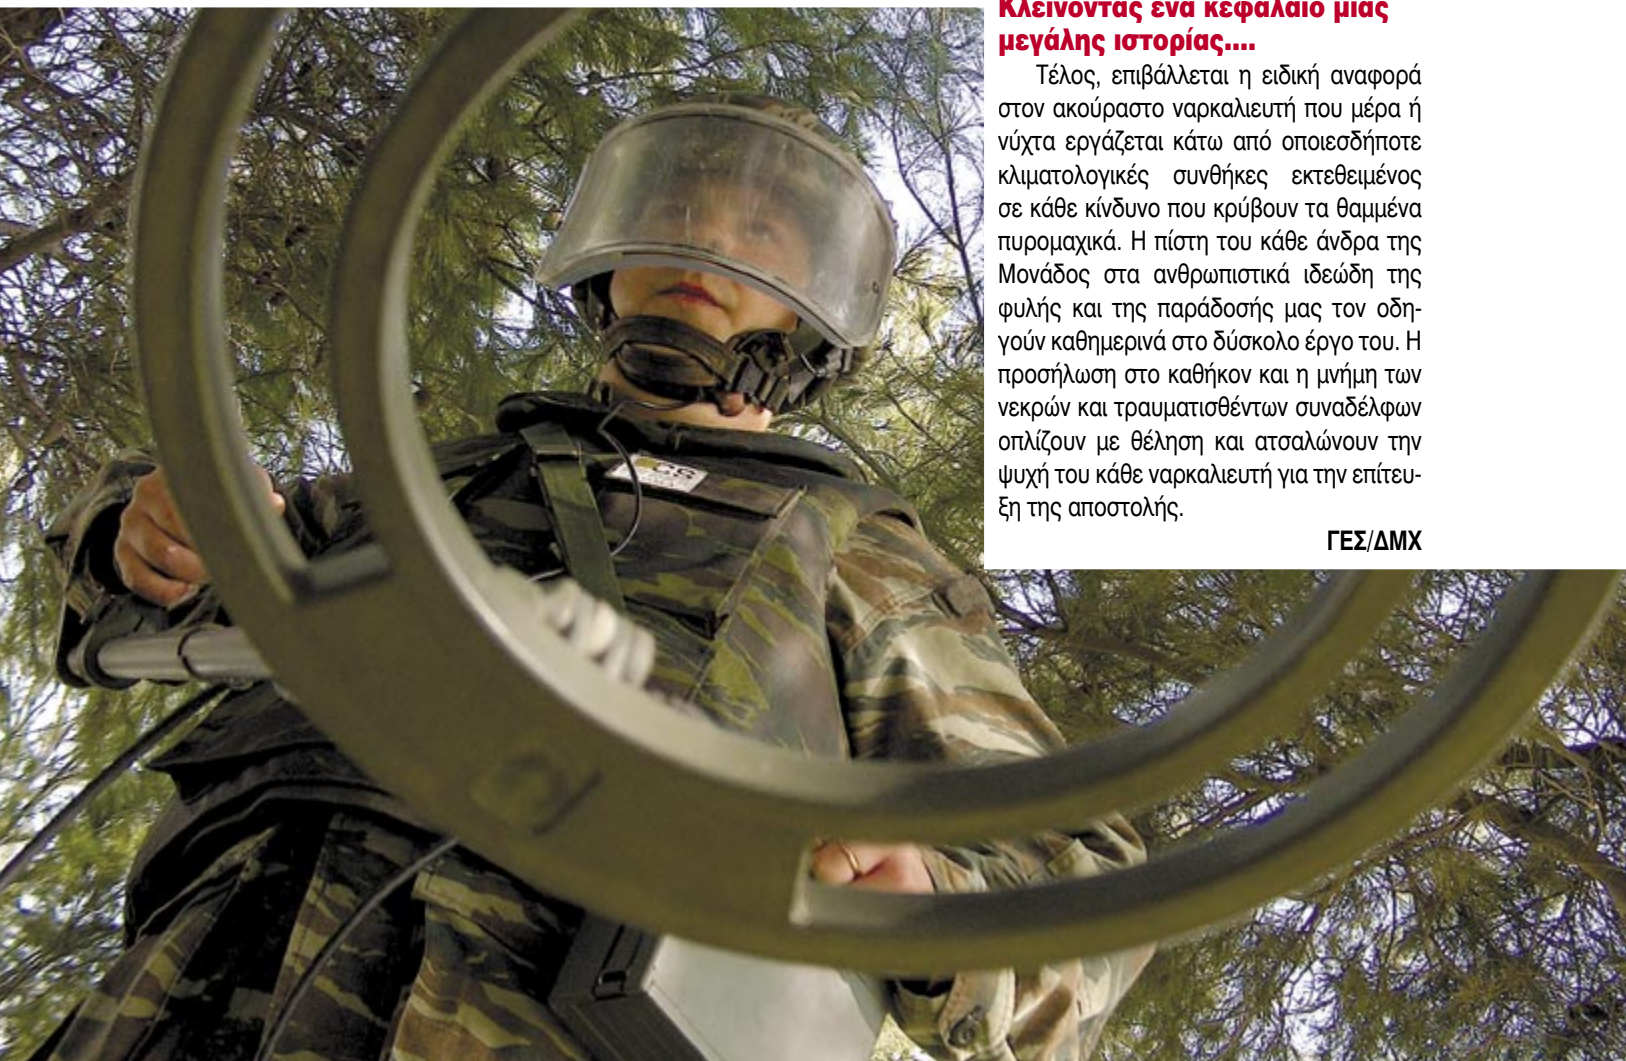 Κλείνοντας ένα κεφάλαιο μιας
μεγάλης ιστορίας....
Τέλος, επιβάλλεται η ειδική αναφορά
στον ακούραστο ναρκαλιευτή που μέρα ή
νύχτα εργάζεται κάτω από οποιεσδήποτε
κλιματολογικές συνθήκες εκτεθειμένος
σε κάθε κίνδυνο που κρύβουν τα θαμμένα
πυρομαχικά. Η πίστη του κάθε άνδρα της
Μονάδος στα ανθρωπιστικά ιδεώδη της
φυλής και της παράδοσής μας τον οδη-
γούν καθημερινά στο δύσκολο έργο του. Η
προσήλωση στο καθήκον και η μνήμη των
νεκρών και τραυματισθέντων συναδέλφων
οπλίζουν με θέληση και ατσαλώνουν την
ψυχή του κάθε ναρκαλιευτή για την επίτευ-
ξη της αποστολής.
ΓΕΣ/ΔΜΧ